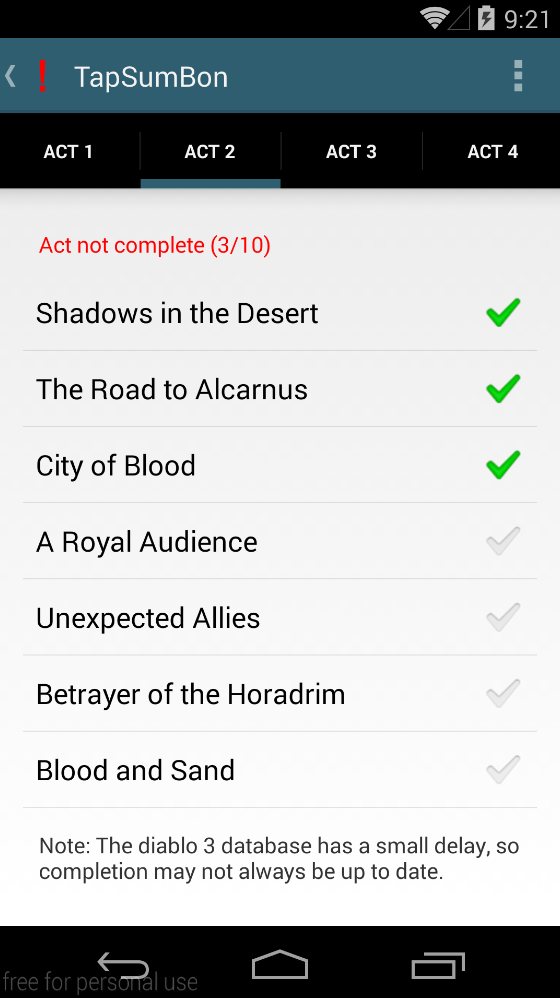 9:21
TapSumBon
ACT 1
ACT 2
ACT 3
ACT 4
Act not complete (3/10)
Shadows in the Desert
The Road to Alcarnus
City of Blood
A Royal Audience
Unexpected Allies
Betrayer of the Horadrim
Blood and Sand
Note: The diablo 3 database has a small delay, so
completion may not always be up to date.
free for personal use